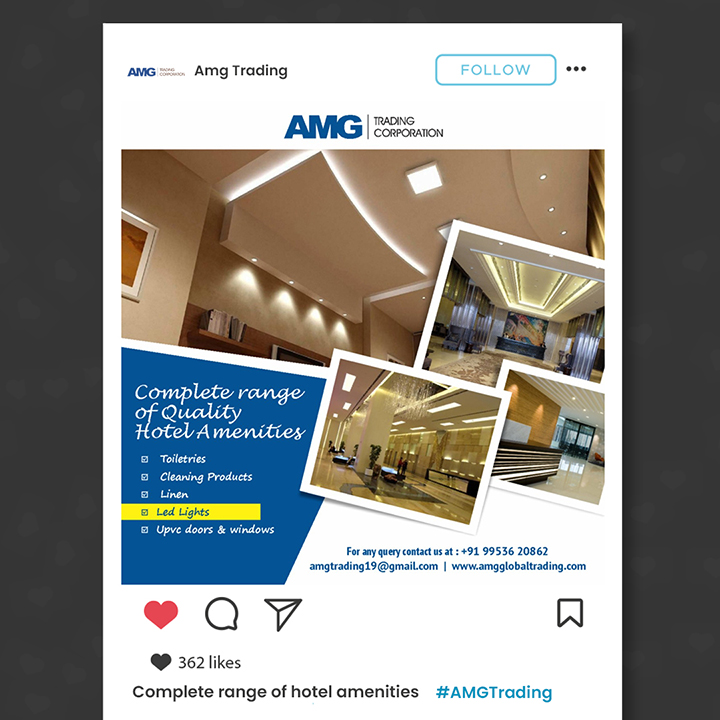 AMG TRADING CORPORATION Amg Trading FOLLOW
AMG TRADING
CORPORATION
Complete range
of Quality
Hotel Amenities
Toiletries
Cleaning Products
Linen
Led Lights
Upvc doors & windows
For any query contact us at : +91 99536 20862
amgtrading19@gmail.com | www.amgglobaltrading.com
362 likes
Complete range of hotel amenities #AMGTrading